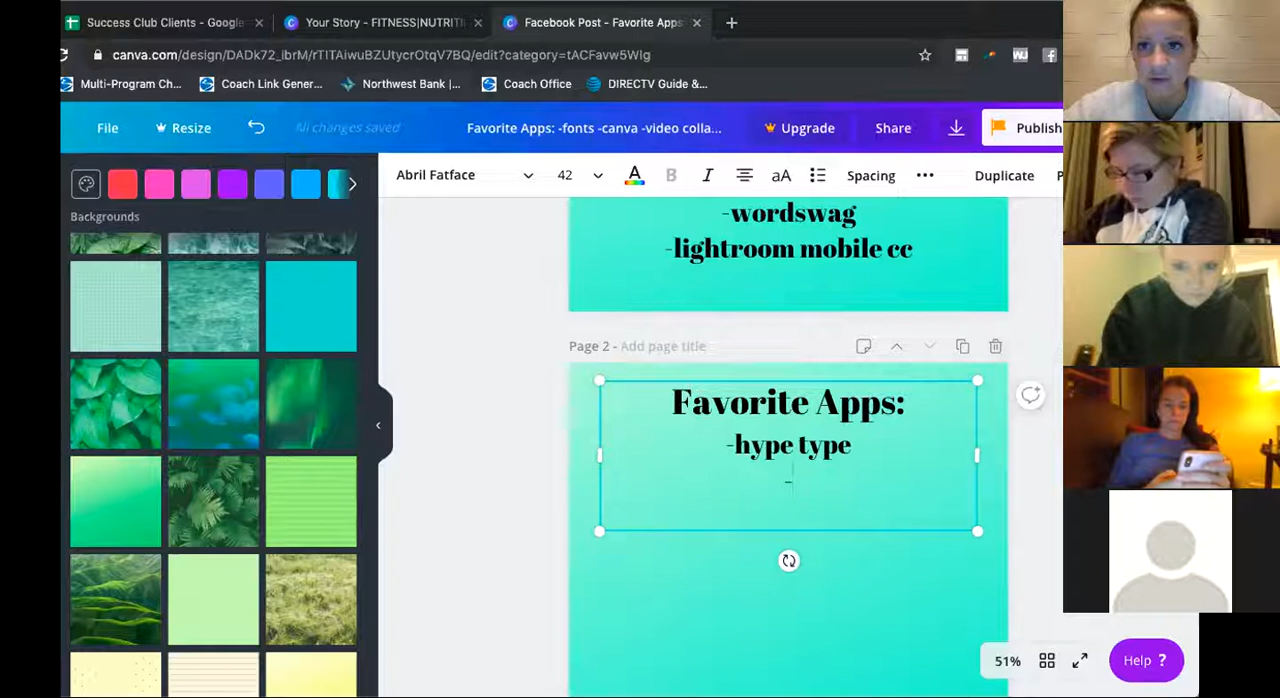 Success Club Clients - Google
Your Story - FITNESS|NUTRITI
Facebook Post - Favorite Apps
canva.com/design/DADk72_ibrM/rTITAiwuBZUtycrOtqV7BQ/edit?category=tACFavw5WIg
Multi-Program Ch...
Coach Link Gener...
Northwest Bank |...
Coach Office
DIRECTV Guide &...
File
Resize
All changes saved
Favorite Apps: -fonts -canva -video colla...
Upgrade
Share
Publish
Abril Fatface
42
A
B
I
aA
Spacing
Duplicate
P
Backgrounds
-wordswag
-lightroom mobile cc
Page 2 - Add page title
Favorite Apps:
-hype type
-
51%
Help ?